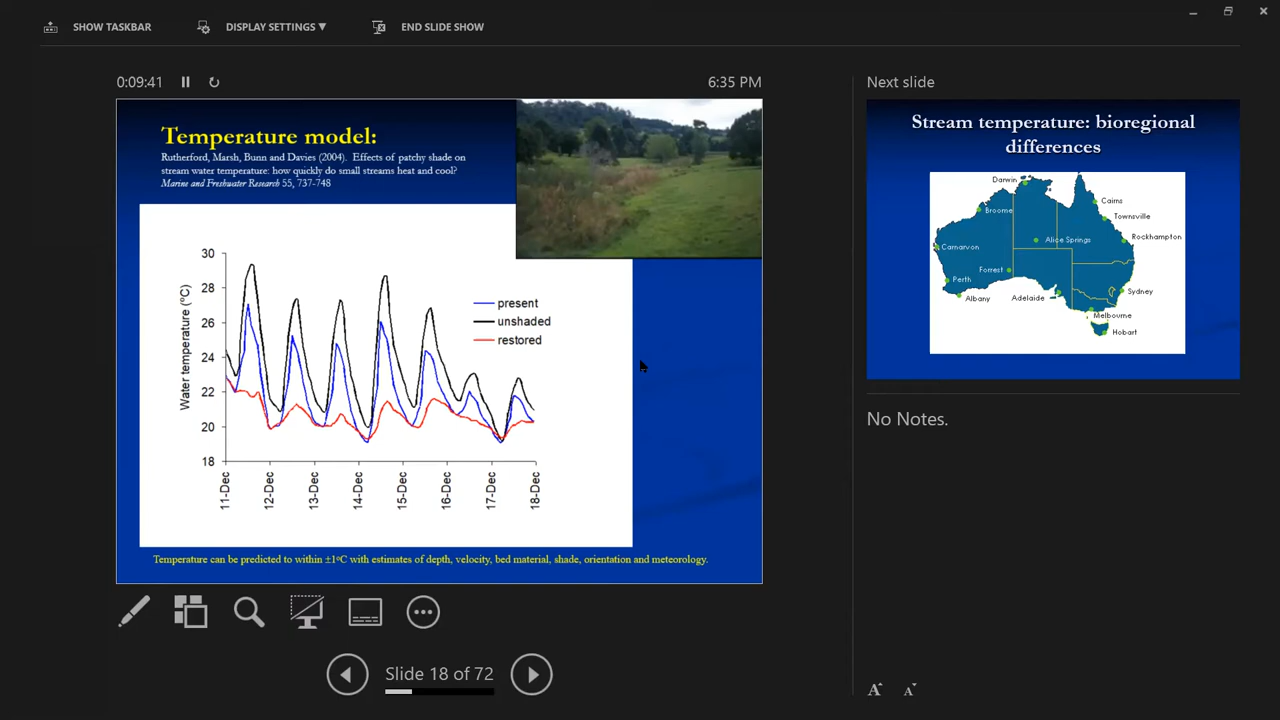 SHOW TASKBAR
DISPLAY SETTINGS ▼
END SLIDE SHOW
0:09:41
6:35 PM
Temperature model:
Rutherford, Marsh, Bunn and Davies (2004). Effects of patchy shade on
stream water temperature: how quickly do small streams heat and cool?
Marine and Freshwater Research 55, 737-748
Water temperature (°C)
30
28
26
24
22
20
18
present
unshaded
restored
11-Dec
12-Dec
13-Dec
14-Dec
15-Dec
16-Dec
17-Dec
18-Dec
Temperature can be predicted to within ±1°C with estimates of depth, velocity, bed material, shade, orientation and meteorology.
Slide 18 of 72
Next slide
Stream temperature: bioregional
differences
Darwin
Cairns
Broome
Townsville
Rockhampton
Alice Springs
Carnarvon
Forrest
Perth
Sydney
Albany
Adelaide
Melbourne
Hobart
No Notes.
A A